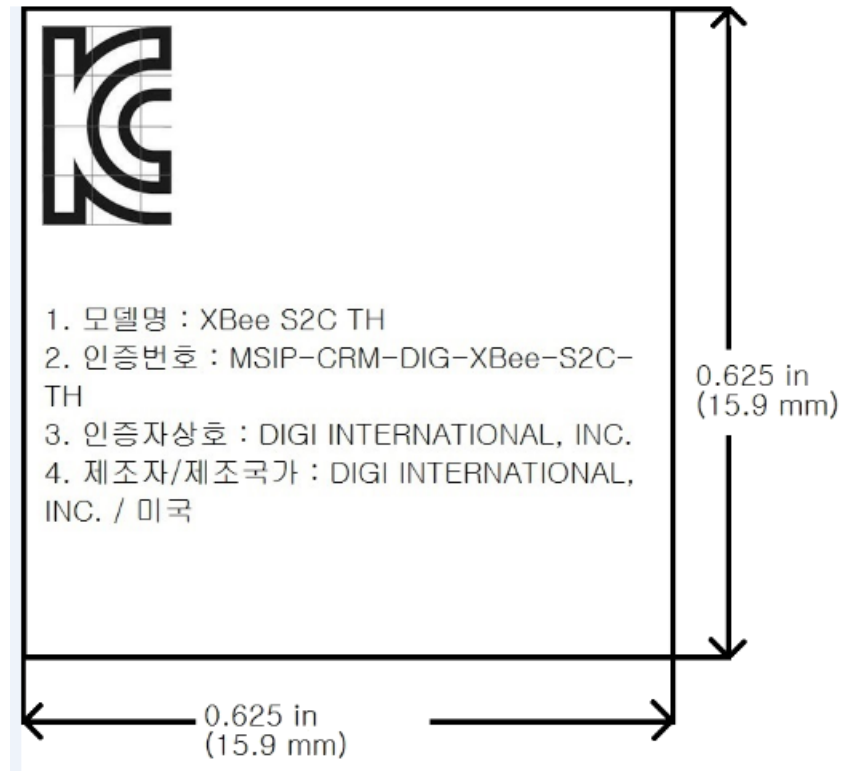 KC
1. 모델명 : XBee S2C TH
2. 인증번호 : MSIP-CRM-DIG-XBee-S2C-
TH
3. 인증자상호 : DIGI INTERNATIONAL, INC.
4. 제조자/제조국가 : DIGI INTERNATIONAL,
INC. / 미국
0.625 in
(15.9 mm)
0.625 in
(15.9 mm)